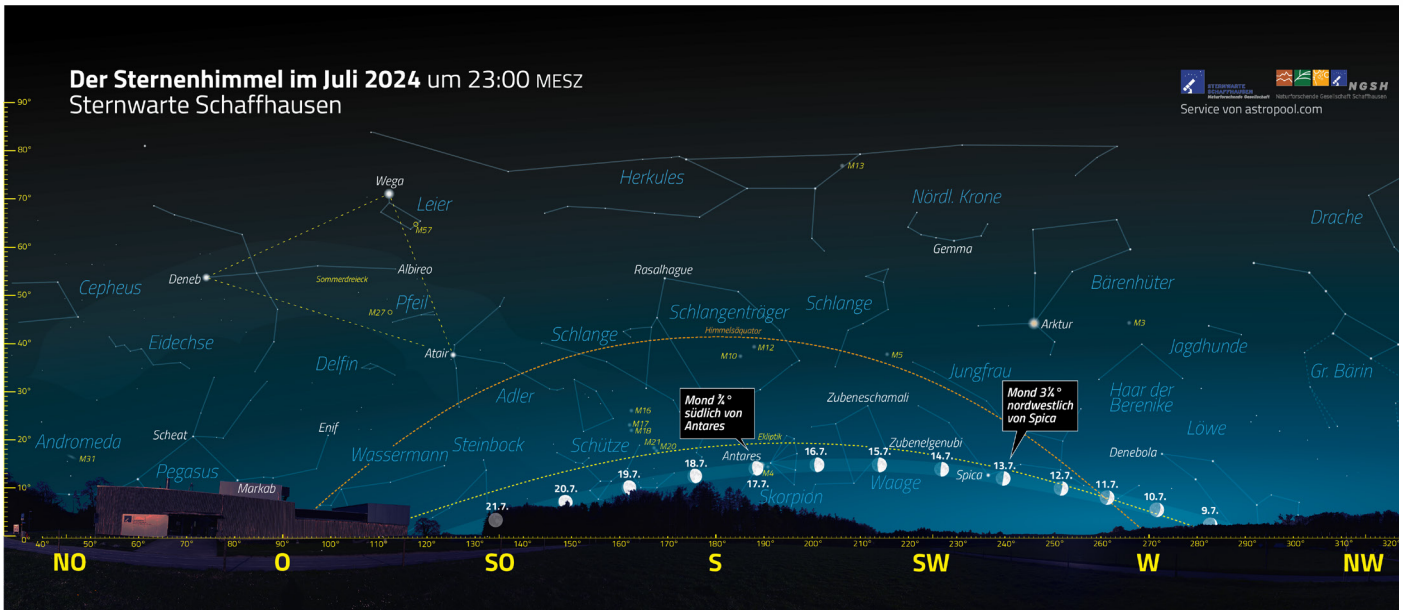 Der Sternenhimmel im Juli 2024 um 23:00 MESZ
Sternwarte Schaffhausen
STERNWARTE
SCHAFFHAUSEN
Naturforschende Gesellschaft
NGSH
Naturforschende Gesellschaft Schaffhausen
Service von astropool.com
90°
80°
70°
60°
50°
40°
30°
20°
10°
0°
Wega
Leier
M57
Herkules
M13
Nördl. Krone
Gemma
Drache
Deneb
Albireo
Sommerdreieck
Cepheus
Pfeil
M27
Rasalhague
Schlangenträger
Schlange
Bärenhüter
Arktur
M3
Eidechse
Delfin
Atair
Schlange
Himmelsäquator
M12
M10
M5
Jagdhunde
Gr. Bärin
Adler
Jungfrau
Haar der
Berenike
Mond ¾°
südlich von
Antares
Mond 3¼°
nordwestlich
von Spica
Zubeneschamali
M16
M17
M18
M21
M20
Andromeda
M31
Scheat
Enif
Steinbock
Schütze
Ekliptik
Zubenelgenubi
Löwe
Denebola
Wassermann
Pegasus
Markab
Antares
M4
Skorpion
Waage
Spica
21.7.
20.7.
19.7.
18.7.
17.7.
16.7.
15.7.
14.7.
13.7.
12.7.
11.7.
10.7.
9.7.
40° 50° 60° 70° 80° 90° 100° 110° 120° 130° 140° 150° 160° 170° 180° 190° 200° 210° 220° 230° 240° 250° 260° 270° 280° 290° 300° 310° 320°
NO O SO S SW W NW